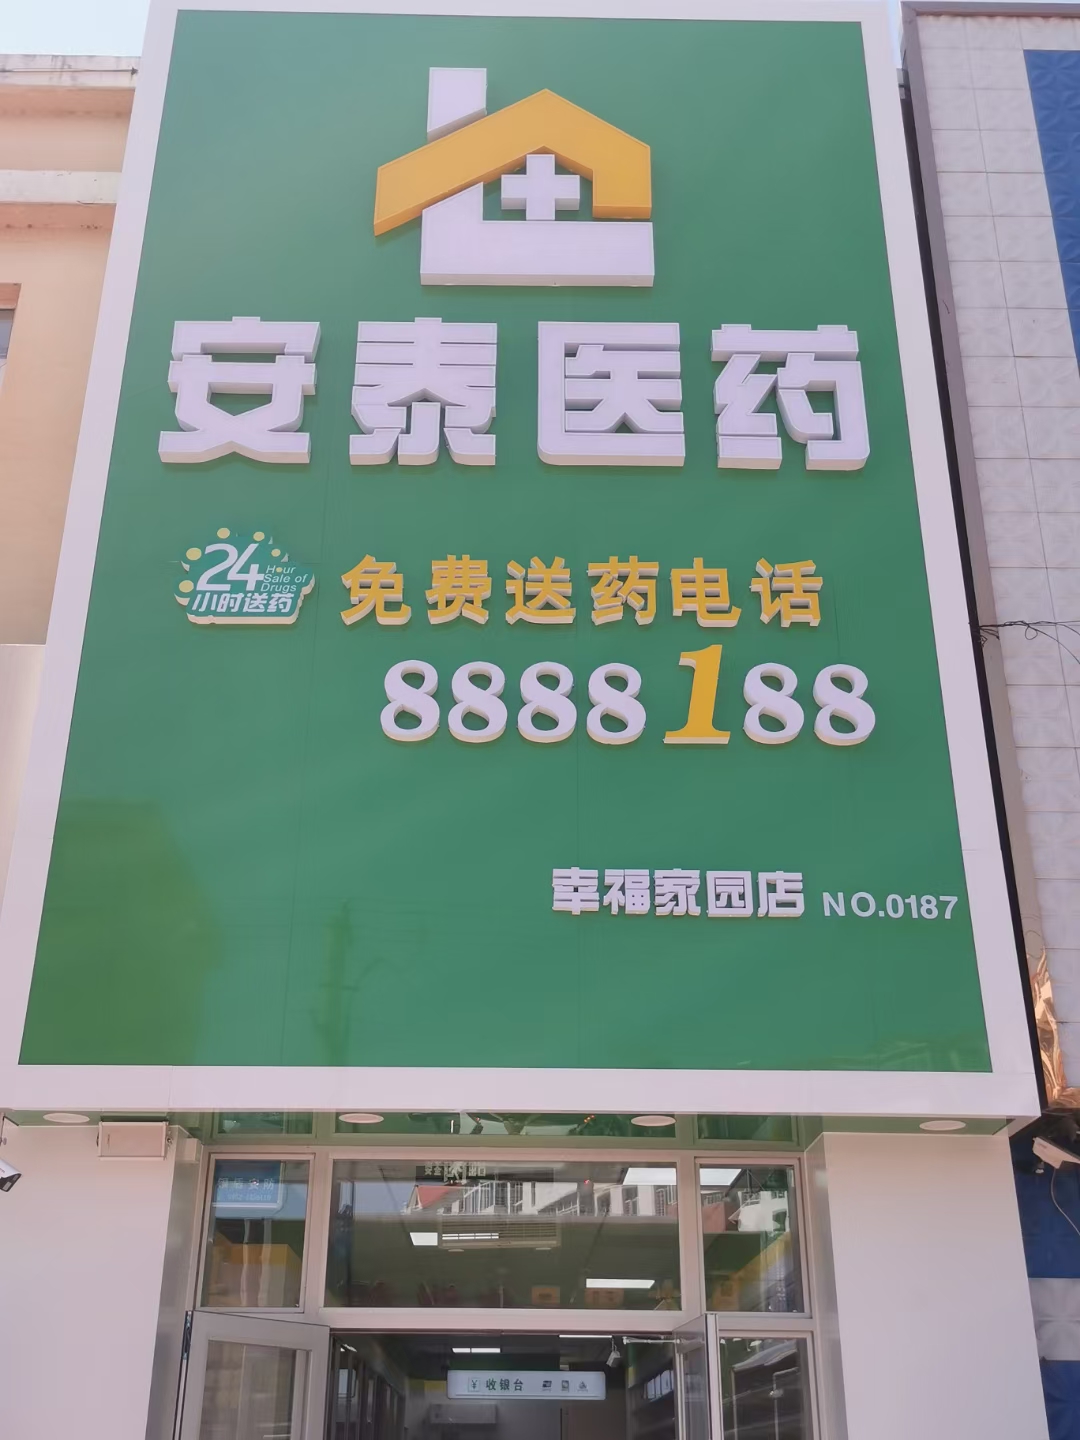 安泰医药
24
Hour
Sale of
Drugs
小时送药
免费送药电话
8888188
幸福家园店 NO.0187
收银台